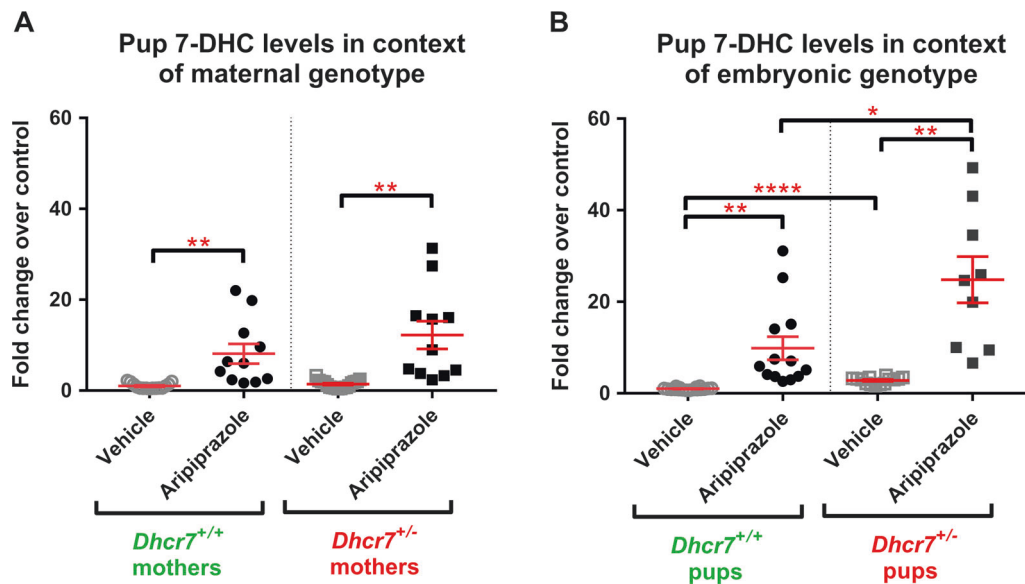 A
Pup 7-DHC levels in context
of maternal genotype
Fold change over control
60
40
20
0
**
**
Vehicle
Aripiprazole
Vehicle
Aripiprazole
Dhcr7+/+
mothers
Dhcr7+/-
mothers
B
Pup 7-DHC levels in context
of embryonic genotype
Fold change over control
60
40
20
0
*
**
****
**
Vehicle
Aripiprazole
Vehicle
Aripiprazole
Dhcr7+/+
pups
Dhcr7+/-
pups